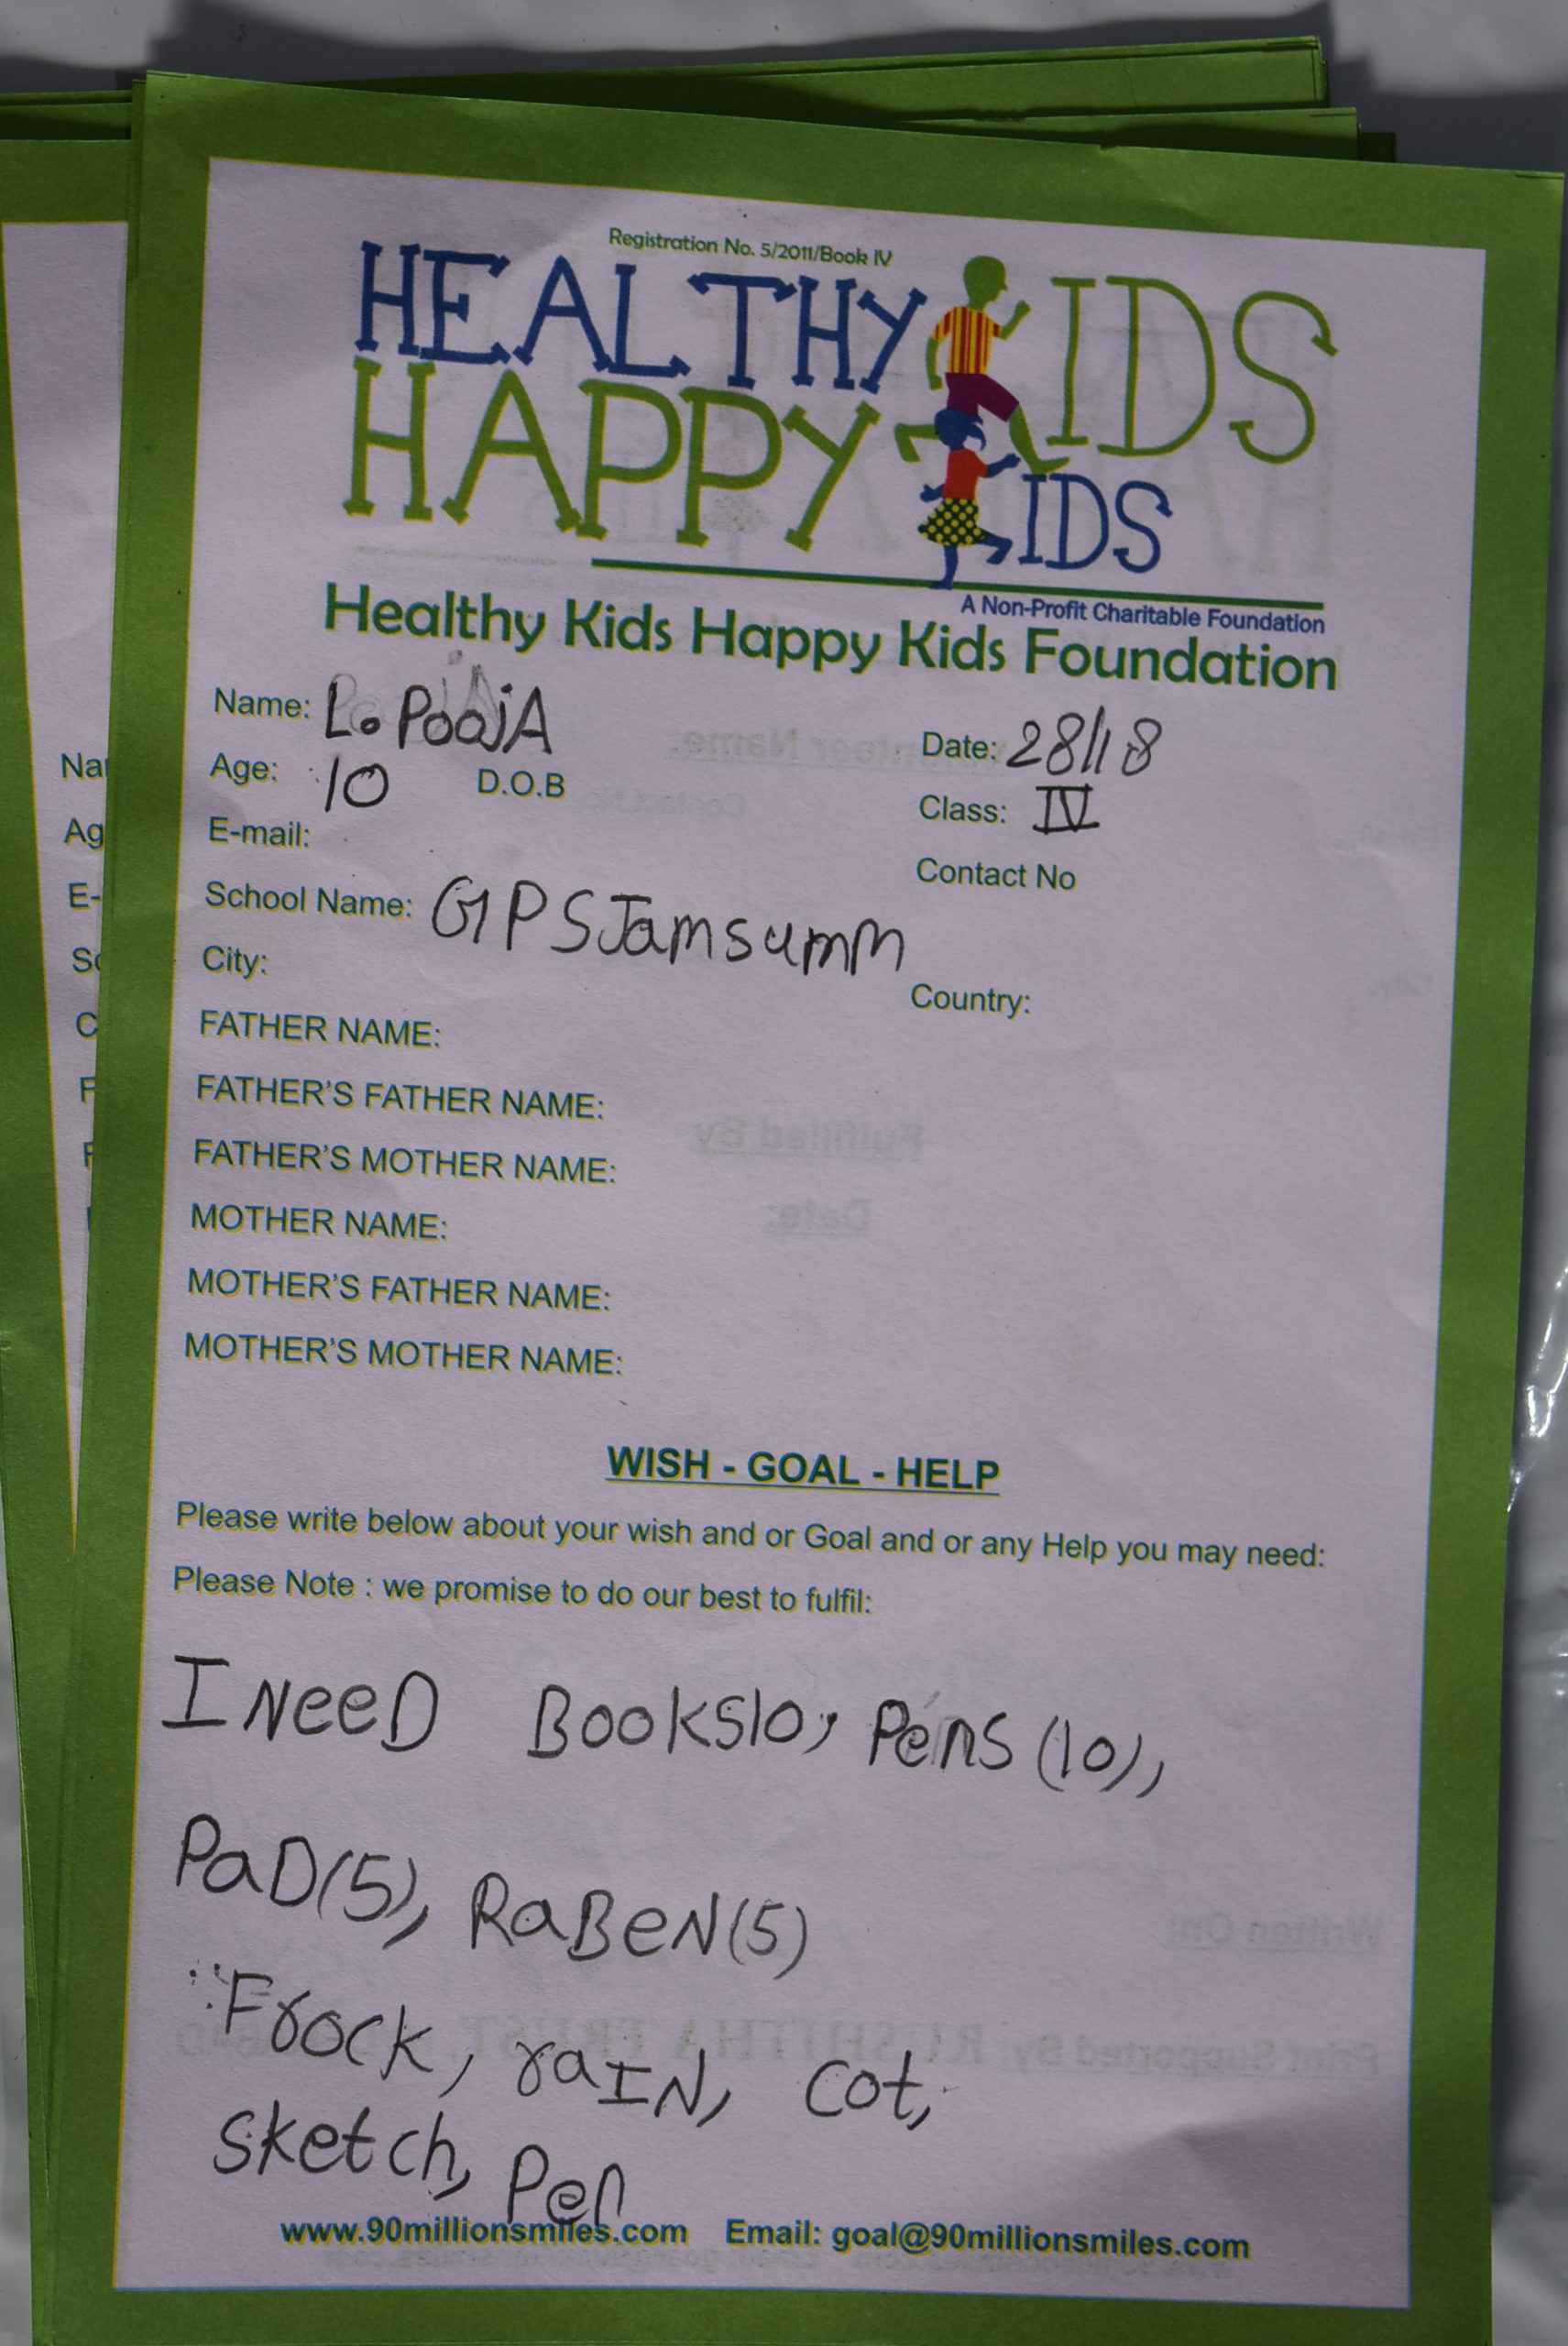 Registration No. 5/2011/Book IV
HEALTHY KIDS
HAPPY KIDS
A Non-Profit Charitable Foundation
Healthy Kids Happy Kids Foundation
Name: L. PoojA
Date: 28/1/8
Age: 10 D.O.B
Class: IV
E-mail:
Contact No
School Name: GPS Jamsumm
City:
Country:
FATHER NAME:
FATHER'S FATHER NAME:
FATHER'S MOTHER NAME:
MOTHER NAME:
MOTHER'S FATHER NAME:
MOTHER'S MOTHER NAME:
WISH - GOAL - HELP
Please write below about your wish and or Goal and or any Help you may need:
Please Note : we promise to do our best to fulfil:
I NeeD Books10, Pens (10),
PaD(5), RaBeN(5)
Frock, raIN, cot,
sketch, Pen
www.90millionsmiles.com Email: goal@90millionsmiles.com